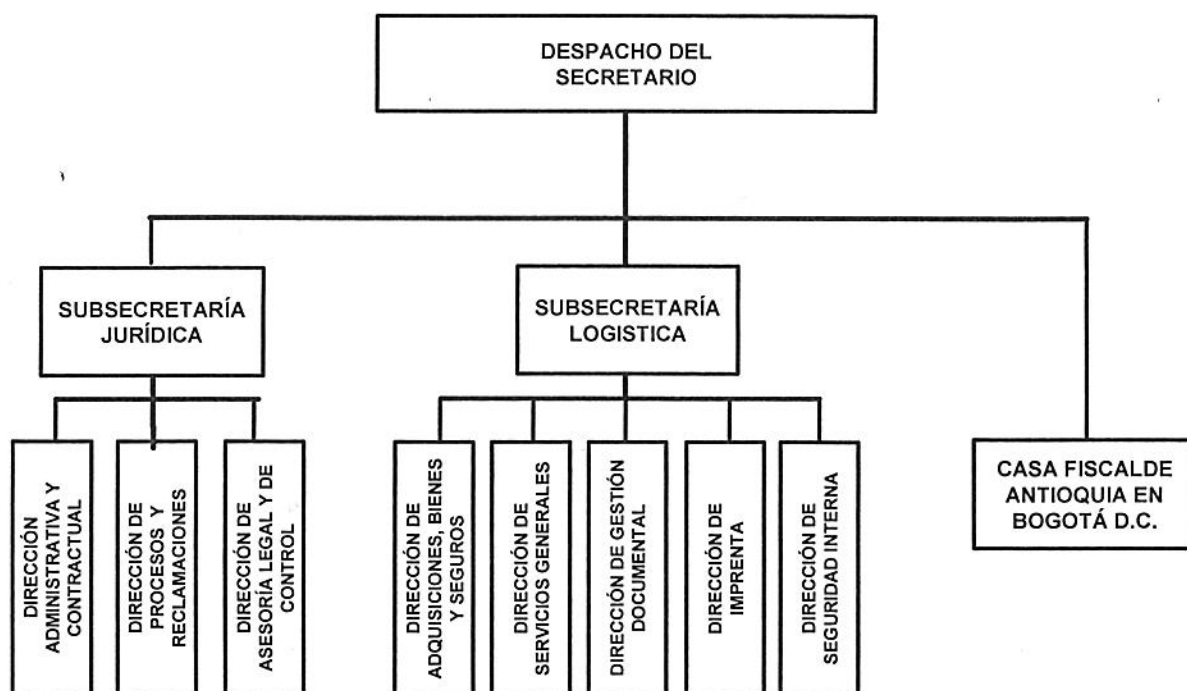 DESPACHO DEL
SECRETARIO
SUBSECRETARÍA
JURÍDICA
SUBSECRETARÍA
LOGISTICA
DIRECCIÓN
ADMINISTRATIVA Y
CONTRACTUAL
DIRECCIÓN DE
PROCESOS Y
RECLAMACIONES
DIRECCIÓN DE
ASESORÍA LEGAL Y DE
CONTROL
DIRECCIÓN DE
ADQUISICIONES, BIENES
Y SEGUROS
DIRECCIÓN DE
SERVICIOS GENERALES
DIRECCIÓN DE GESTIÓN
DOCUMENTAL
DIRECCIÓN DE
IMPRENTA
DIRECCIÓN DE
SEGURIDAD INTERNA
CASA FISCALDE
ANTIOQUIA EN
BOGOTÁ D.C.